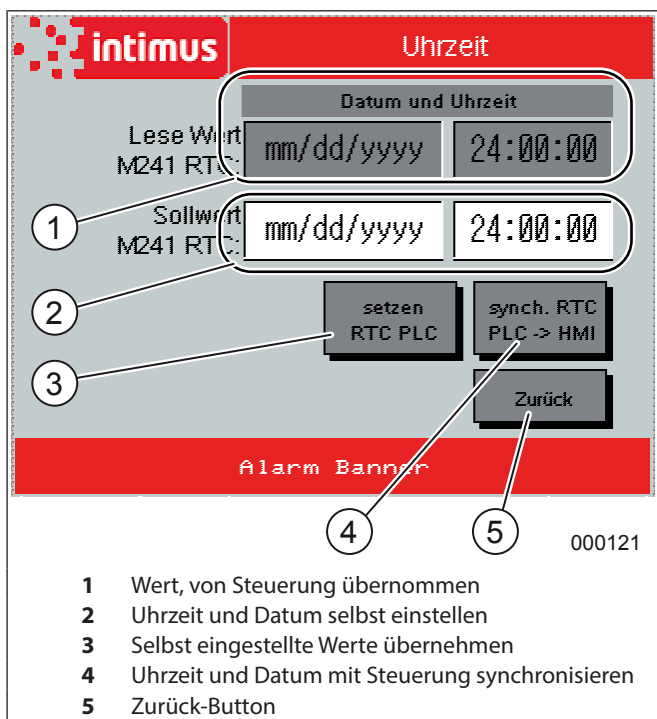 intimus
Uhrzeit
Datum und Uhrzeit
Lese Wert
M241 RTC:
mm/dd/yyyy 24:00:00
1
Sollwert
M241 RTC:
mm/dd/yyyy 24:00:00
2
setzen
RTC PLC
synch. RTC
PLC -> HMI
3
Zurück
Alarm Banner
4
5
000121
1 Wert, von Steuerung übernommen
2 Uhrzeit und Datum selbst einstellen
3 Selbst eingestellte Werte übernehmen
4 Uhrzeit und Datum mit Steuerung synchronisieren
5 Zurück-Button